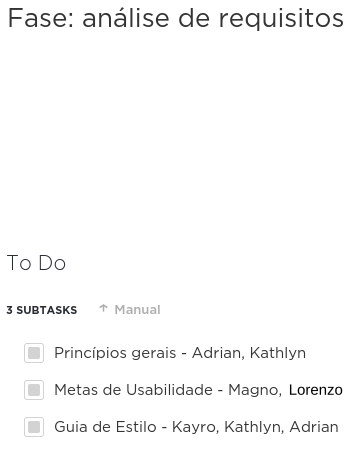 Fase: análise de requisitos
To Do
3 SUBTASKS ↑ Manual
Princípios gerais - Adrian, Kathlyn
Metas de Usabilidade - Magno, Lorenzo
Guia de Estilo - Kayro, Kathlyn, Adrian